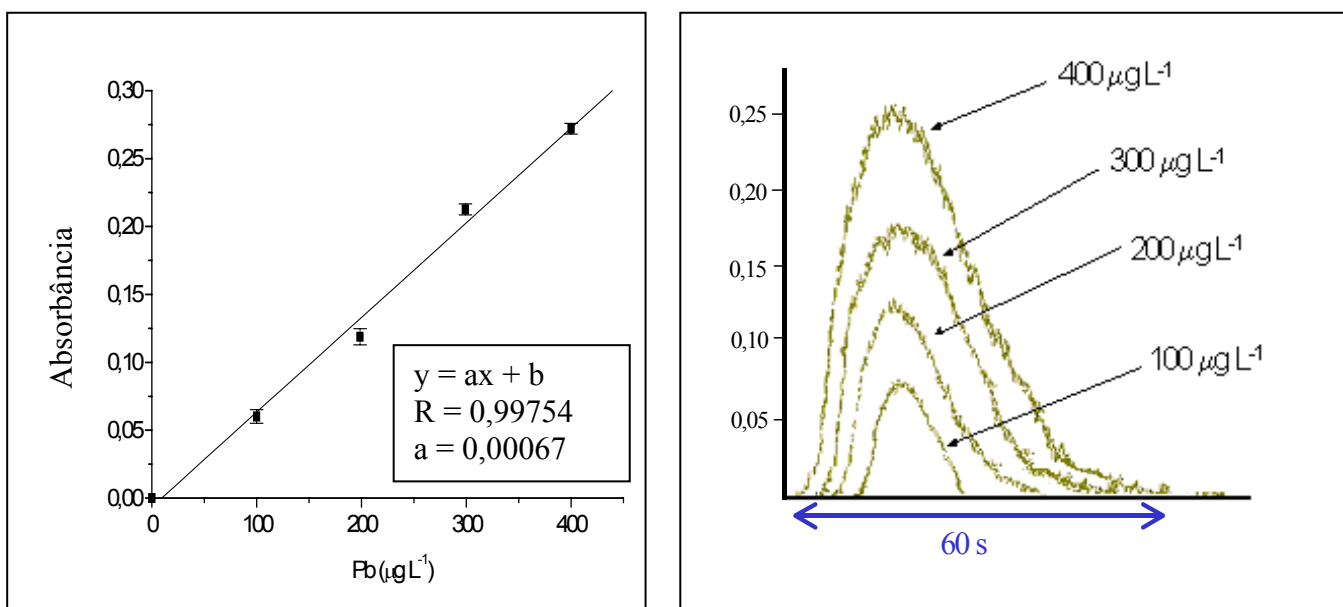 0,30
0,25
0,20
0,15
0,10
0,05
0,00
0
100
200
300
400
Absorbância
Pb (µg L-1)
y = ax + b
R = 0,99754
a = 0,00067
0,25
0,20
0,15
0,10
0,05
400 µg L-1
300 µg L-1
200 µg L-1
100 µg L-1
60 s